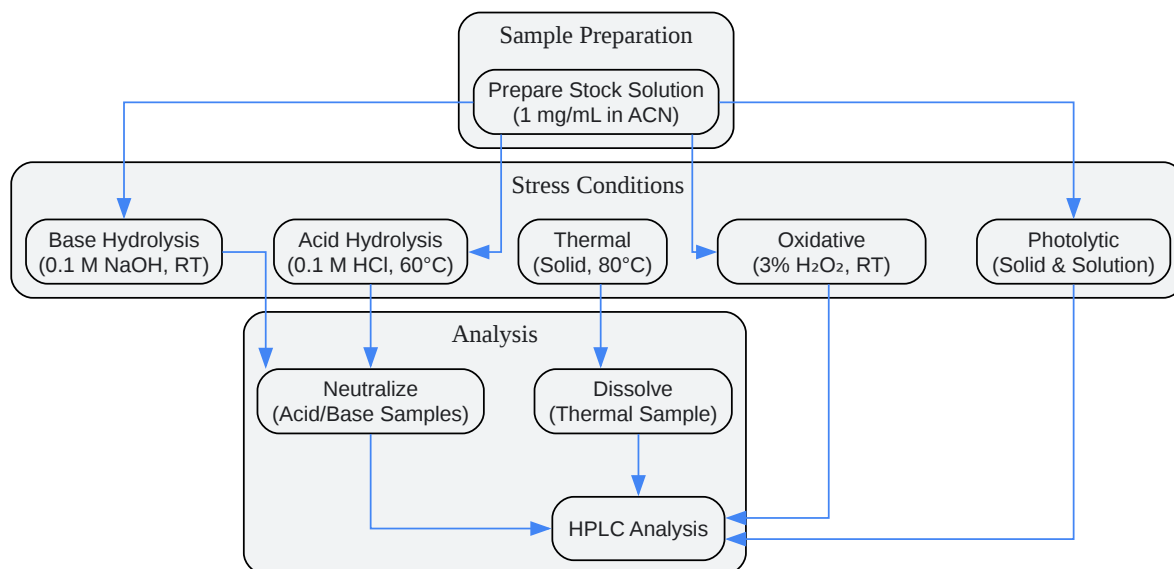 Sample Preparation
Prepare Stock Solution
(1 mg/mL in ACN)
Stress Conditions
Base Hydrolysis
(0.1 M NaOH, RT)
Acid Hydrolysis
(0.1 M HCl, 60°C)
Thermal
(Solid, 80°C)
Oxidative
(3% H₂O₂, RT)
Photolytic
(Solid & Solution)
Analysis
Neutralize
(Acid/Base Samples)
Dissolve
(Thermal Sample)
HPLC Analysis